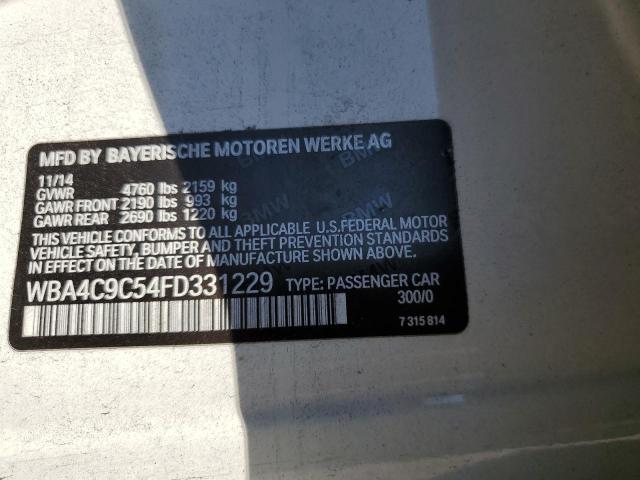 MFD BY BAYERISCHE MOTOREN WERKE AG
11/14
GVWR 4760 lbs 2159 kg
GAWR FRONT 2190 lbs 993 kg
GAWR REAR 2690 lbs 1220 kg
THIS VEHICLE CONFORMS TO ALL APPLICABLE U.S.FEDERAL MOTOR
VEHICLE SAFETY, BUMPER AND THEFT PREVENTION STANDARDS
IN EFFECT ON THE DATE OF MANUFACTURE SHOWN ABOVE.
WBA4C9C54FD331229 TYPE: PASSENGER CAR
300/0
7 315 814
BMW
BMW